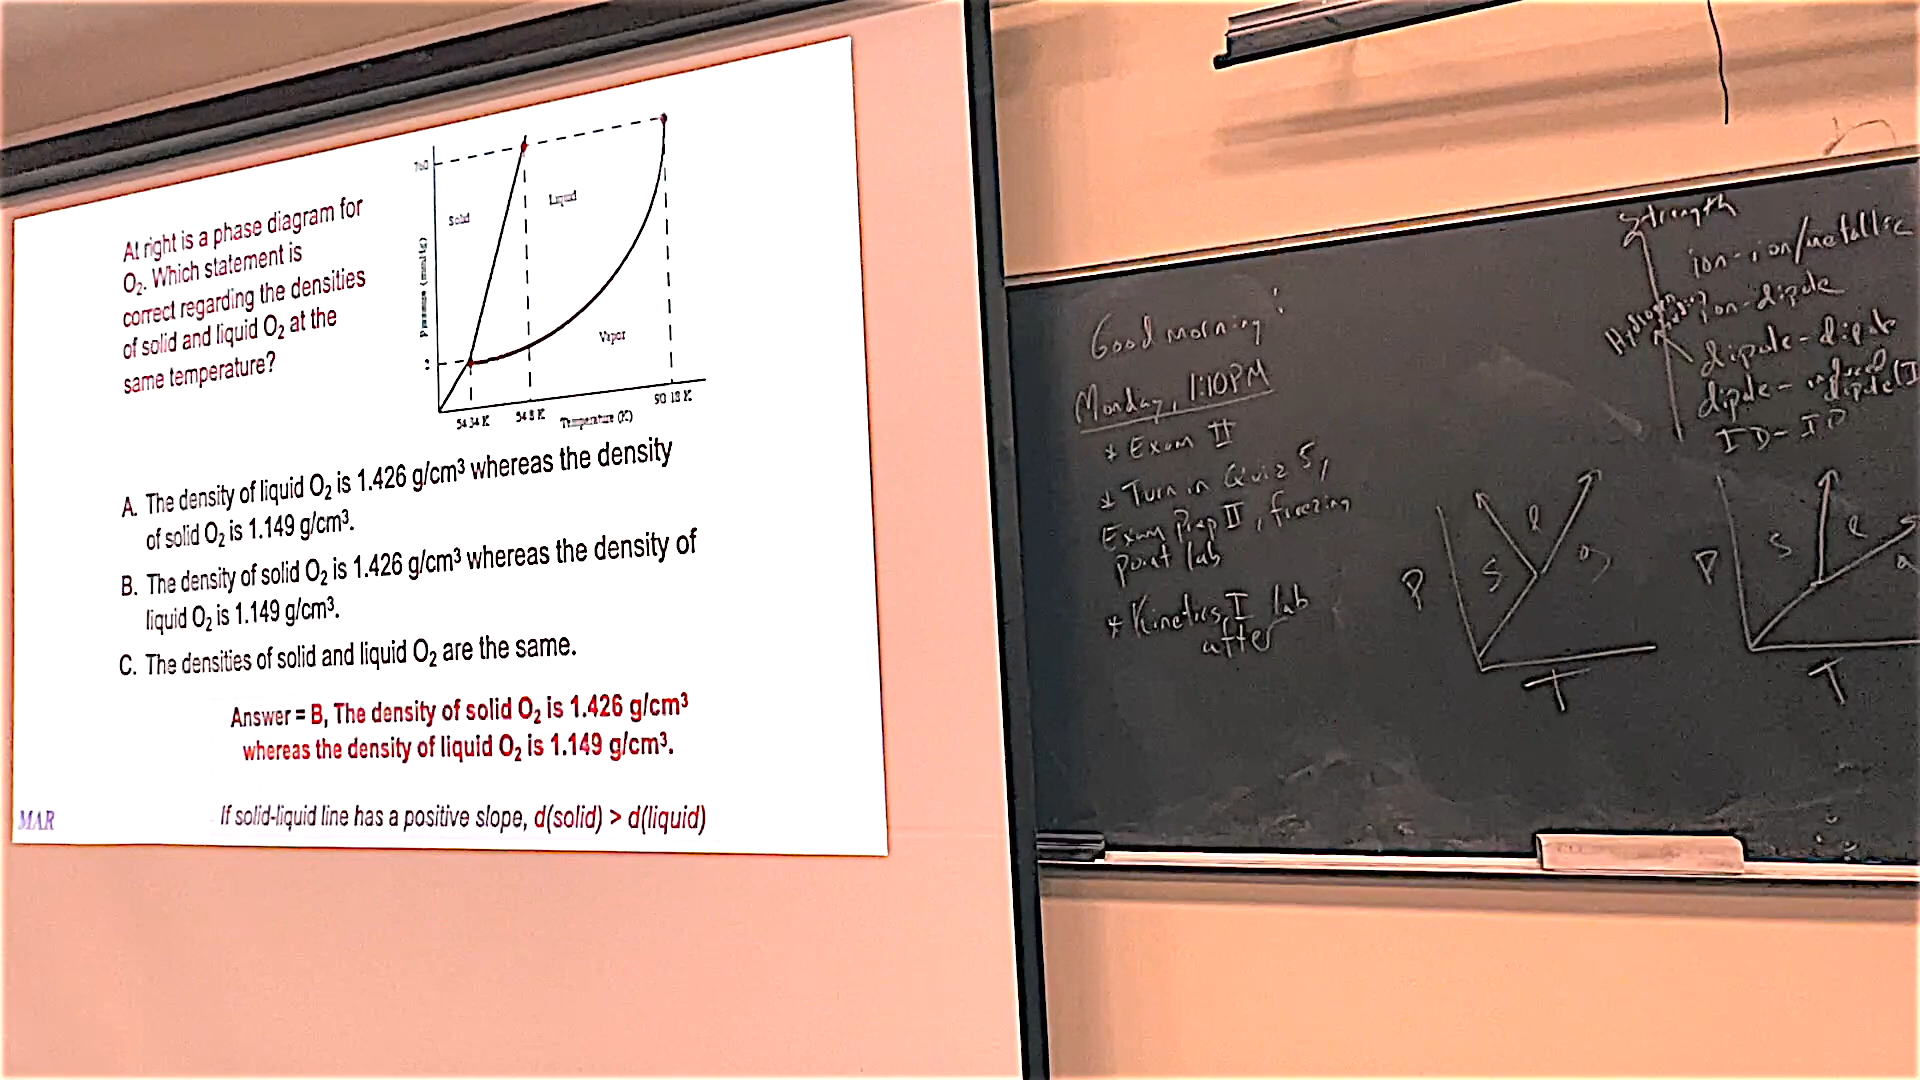 At right is a phase diagram for
O₂. Which statement is
correct regarding the densities
of solid and liquid O₂ at the
same temperature?
760
Solid
Liquid
Vapor
Pressure (mmHg)
2
54.34 K
54.8 K
Temperature (K)
90.18 K
A. The density of liquid O₂ is 1.426 g/cm³ whereas the density
of solid O₂ is 1.149 g/cm³.
B. The density of solid O₂ is 1.426 g/cm³ whereas the density of
liquid O₂ is 1.149 g/cm³.
C. The densities of solid and liquid O₂ are the same.
Answer = B, The density of solid O₂ is 1.426 g/cm³
whereas the density of liquid O₂ is 1.149 g/cm³.
If solid-liquid line has a positive slope, d(solid) > d(liquid)
MAR
Good morning!
Monday, 1:10PM
* Exam II
* Turn in Quiz 5,
Exam Prep II, freezing
point lab
* Kinetics I lab
after
Strength
ion-ion/metallic
ion-dipole
Hydrogen
dipole-dipole
dipole-induced
dipole (I
ID-ID
P
S
l
g
T
P
S
l
T